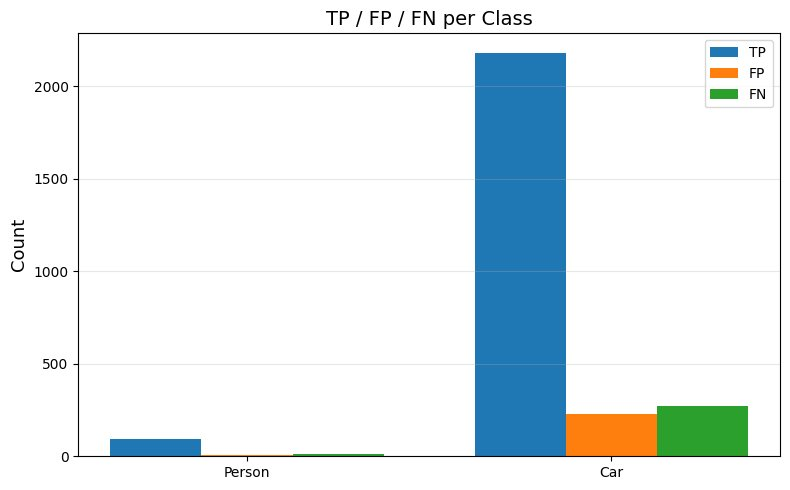 TP / FP / FN per Class
TP
FP
FN
2000
1500
1000
500
0
Count
Person
Car